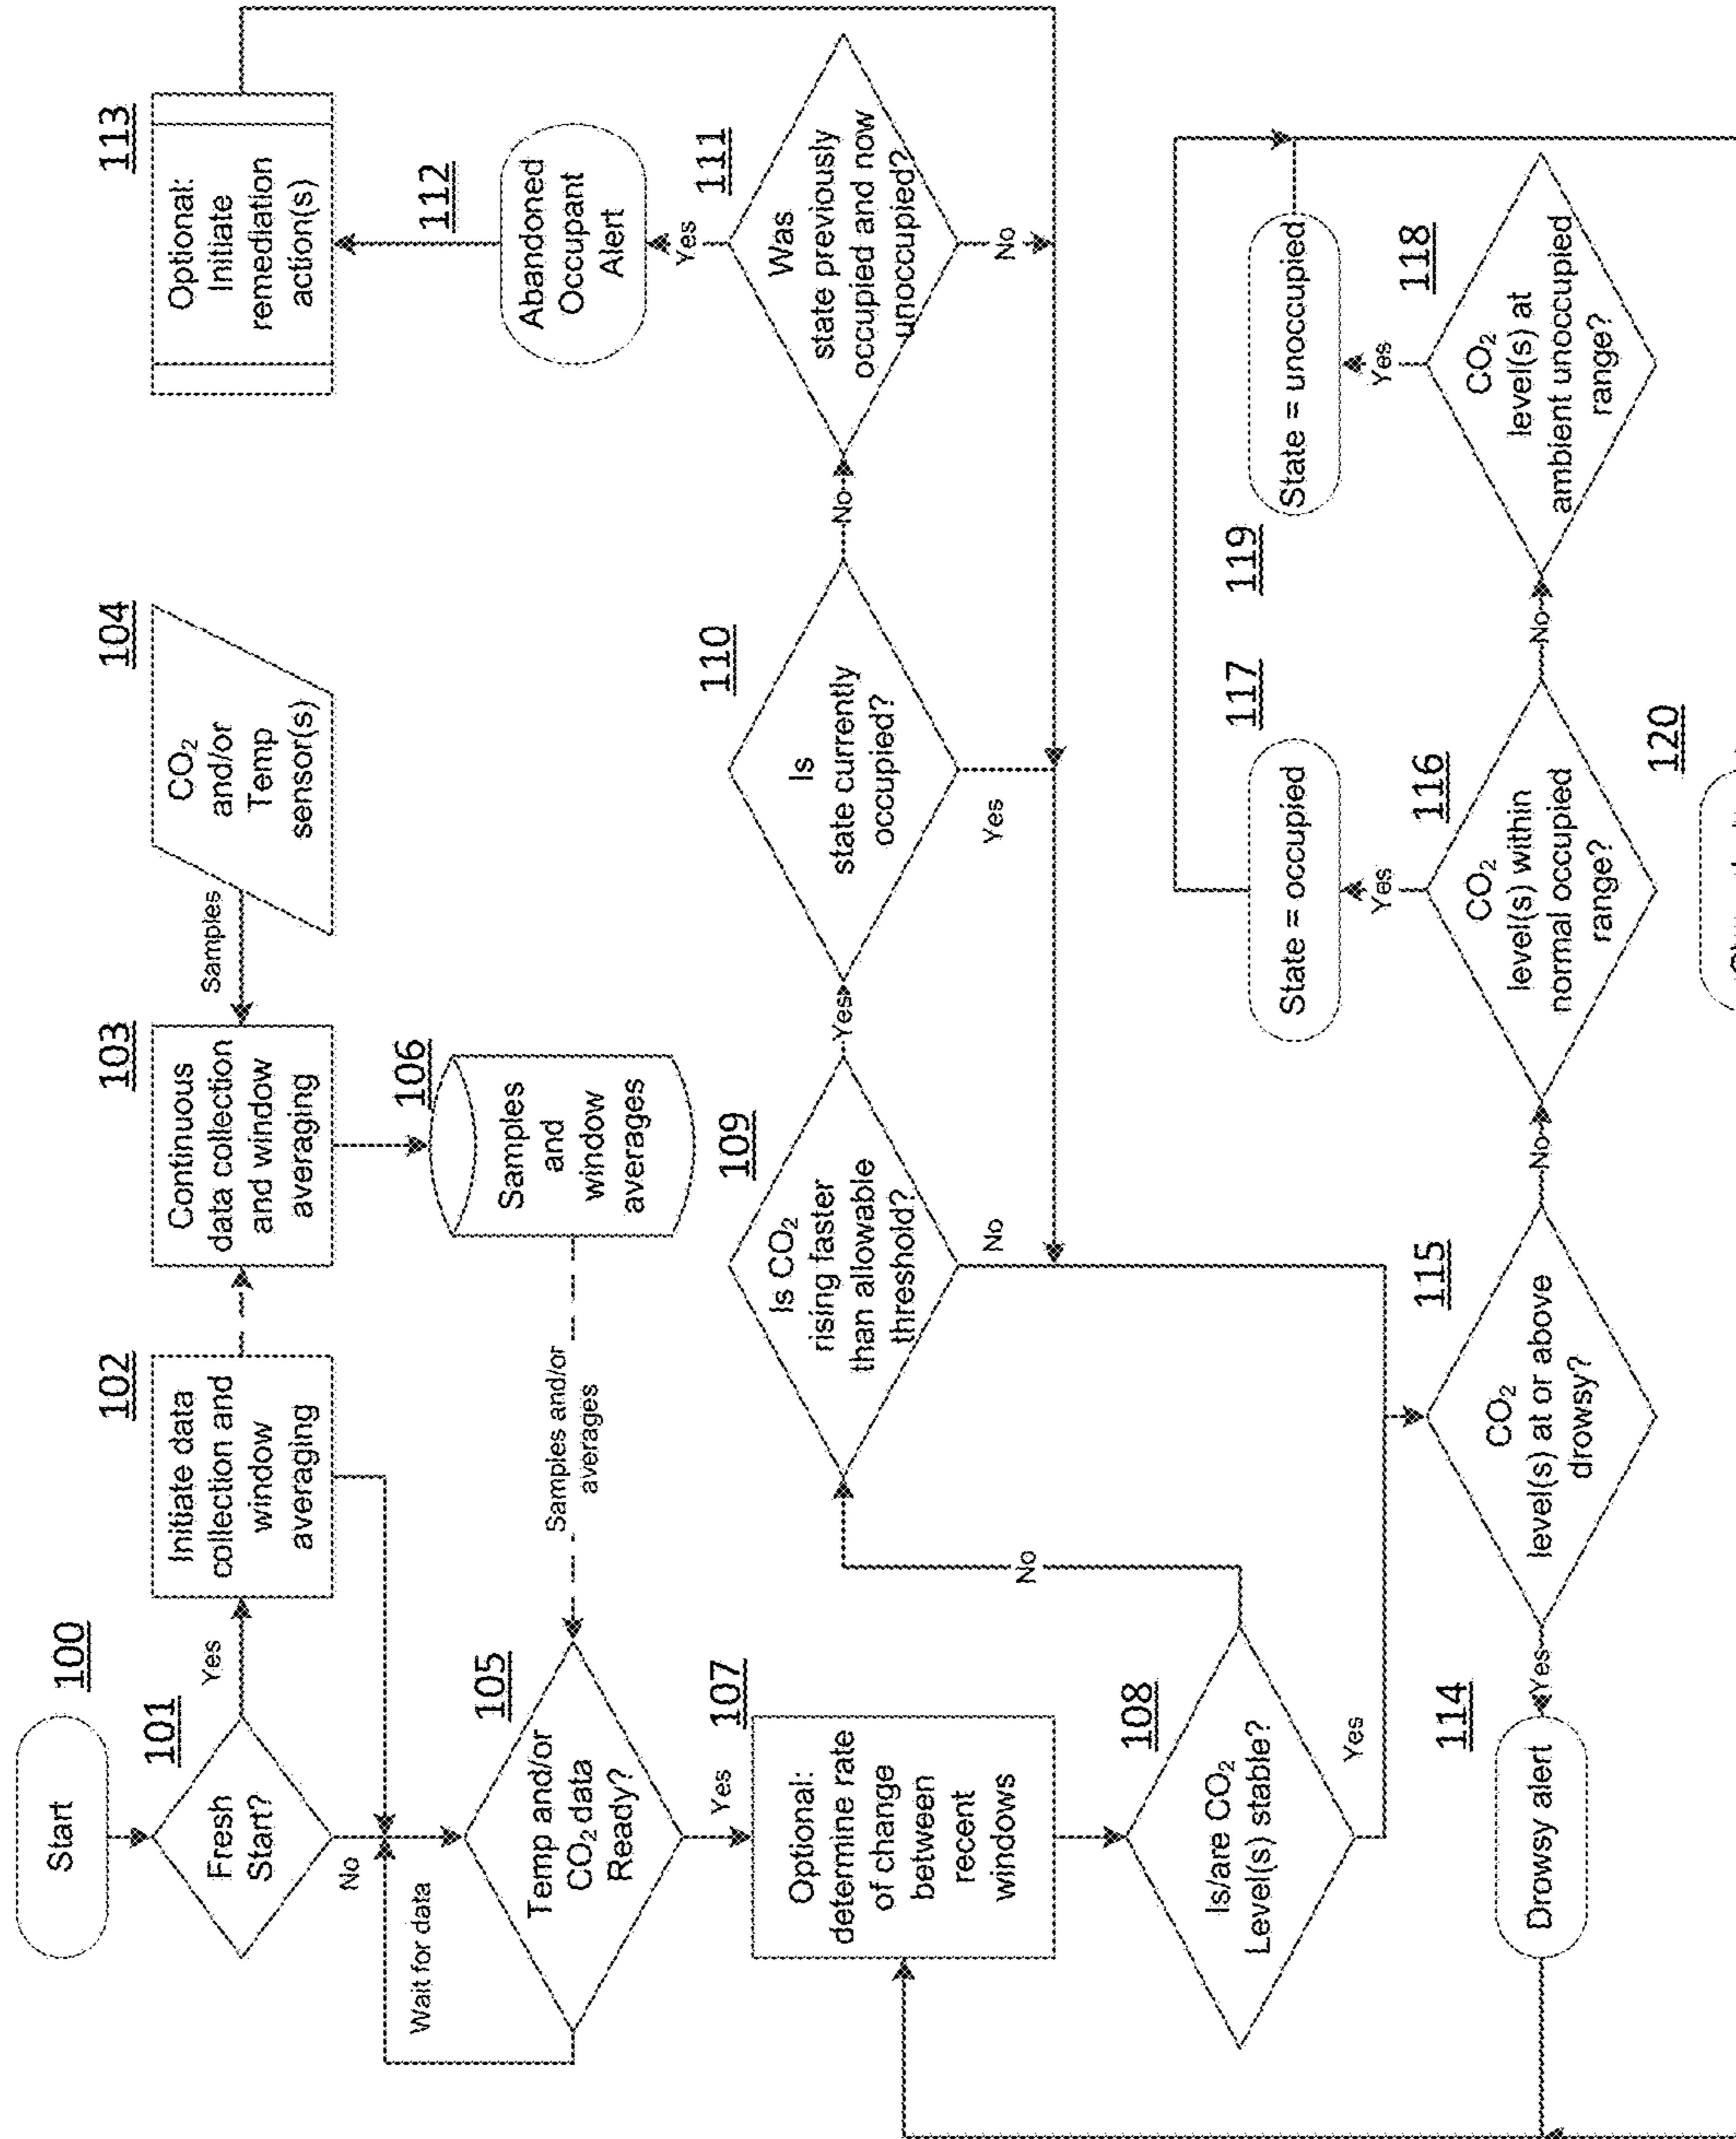 Start
100
Fresh
Start?
101
Yes
No
Initiate data
collection and
window
averaging
102
Continuous
data collection
and window
averaging
103
Samples
CO₂
and/or
Temp
sensor(s)
104
Optional:
Initiate
remediation
action(s)
113
Wait for data
Temp and/or
CO₂ data
Ready?
105
Yes
Samples and/or
averages
Samples
and
window
averages
106
Abandoned
Occupant
Alert
112
Yes
Optional:
determine rate
of change
between
recent
windows
107
Is CO₂
rising faster
than allowable
threshold?
109
Yes
No
Is
state currently
occupied?
110
No
Yes
Was
state previously
occupied and now
unoccupied?
111
No
Is/are CO₂
Level(s) stable?
108
No
Yes
State = occupied
117
Yes
State = unoccupied
119
Yes
Drowsy alert
114
Yes
CO₂
level(s) at or above
drowsy?
115
No
CO₂
level(s) within
normal occupied
range?
116
No
CO₂
level(s) at
ambient unoccupied
range?
118
120